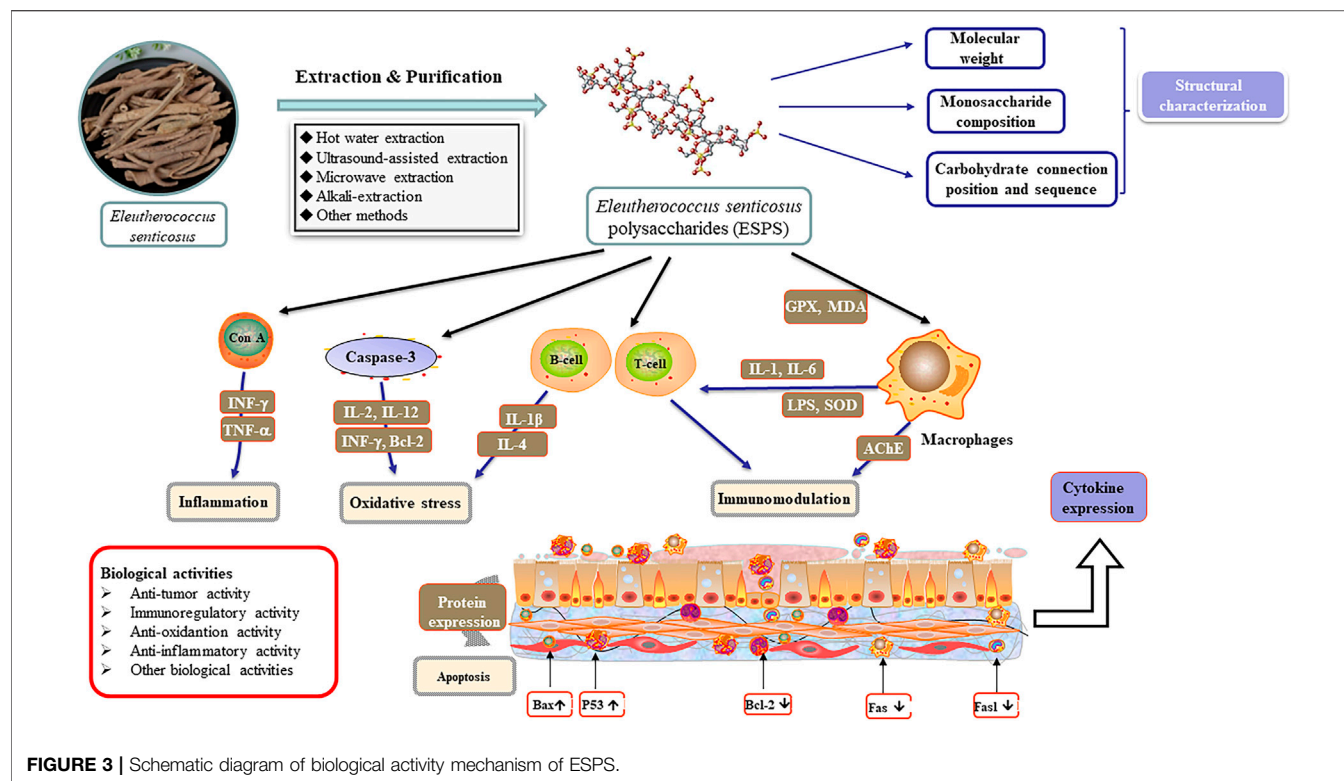 Extraction & Purification
◆ Hot water extraction
◆ Ultrasound-assisted extraction
◆ Microwave extraction
◆ Alkali-extraction
◆ Other methods
Eleutherococcus
senticosus
Eleutherococcus senticosus
polysaccharides (ESPS)
Molecular
weight
Monosaccharide
composition
Carbohydrate connection
position and sequence
Structural
characterization
Con A
INF-γ
TNF-α
Inflammation
Caspase-3
IL-2, IL-12
INF-γ, Bcl-2
Oxidative stress
B-cell
T-cell
IL-1β
IL-4
GPX, MDA
IL-1, IL-6
LPS, SOD
Macrophages
AChE
Immunomodulation
Cytokine
expression
Biological activities
➢ Anti-tumor activity
➢ Immunoregulatory activity
➢ Anti-oxidantion activity
➢ Anti-inflammatory activity
➢ Other biological activities
Protein
expression
Apoptosis
Bax↑
P53 ↑
Bcl-2 ↓
Fas ↓
Fasl ↓
FIGURE 3 | Schematic diagram of biological activity mechanism of ESPS.